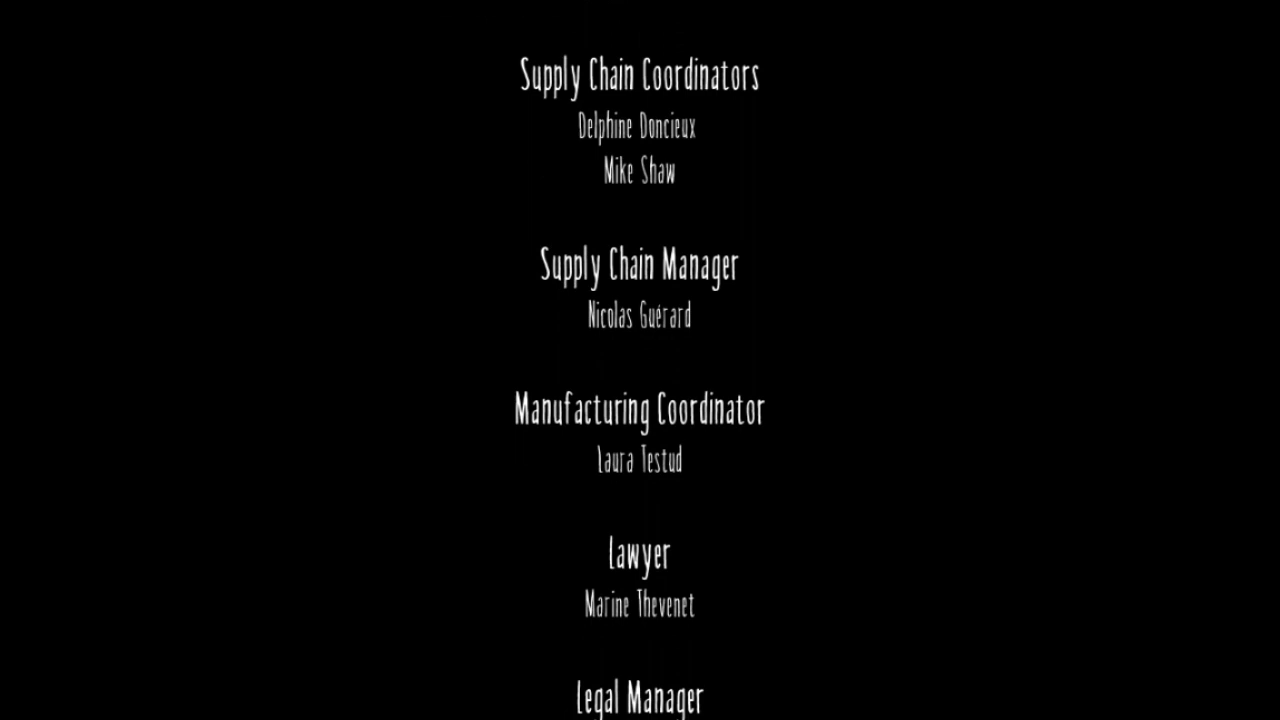 Supply Chain Coordinators
Delphine Doncieux
Mike Shaw
Supply Chain Manager
Nicolas Guérard
Manufacturing Coordinator
Laura Testud
Lawyer
Marine Thevenet
Legal Manager